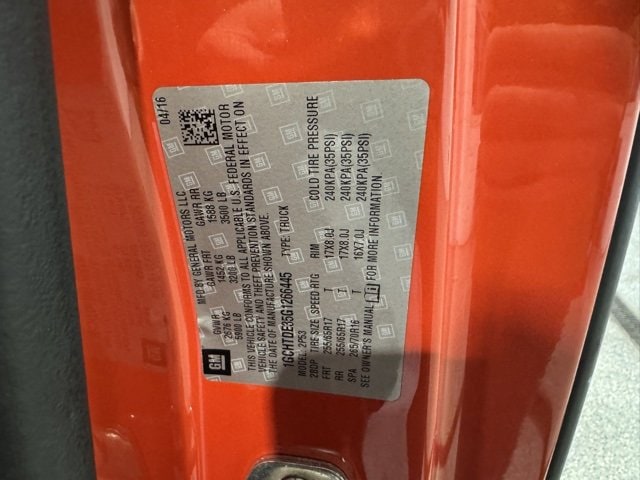 GM
MFD BY GENERAL MOTORS LLC
04/16
GVWR GAWR FRT GAWR RR
2676 KG 1452 KG 1588 KG
5900 LB 3200 LB 3500 LB
THIS VEHICLE CONFORMS TO ALL APPLICABLE U.S. FEDERAL MOTOR
VEHICLE SAFETY AND THEFT PREVENTION STANDARDS IN EFFECT ON
THE DATE OF MANUFACTURE SHOWN ABOVE.
1GCHTDE35G1266445 TYPE: TRUCK
MODEL: 2P53
TIRE SIZE SPEED RTG RIM COLD TIRE PRESSURE
FRT 255/65R17 T 17X8.0J 240KPA(35PSI)
RR 255/65R17 T 17X8.0J 240KPA(35PSI)
SPA 265/70R16 T 16X7.0J 240KPA(35PSI)
SEE OWNER'S MANUAL FOR MORE INFORMATION